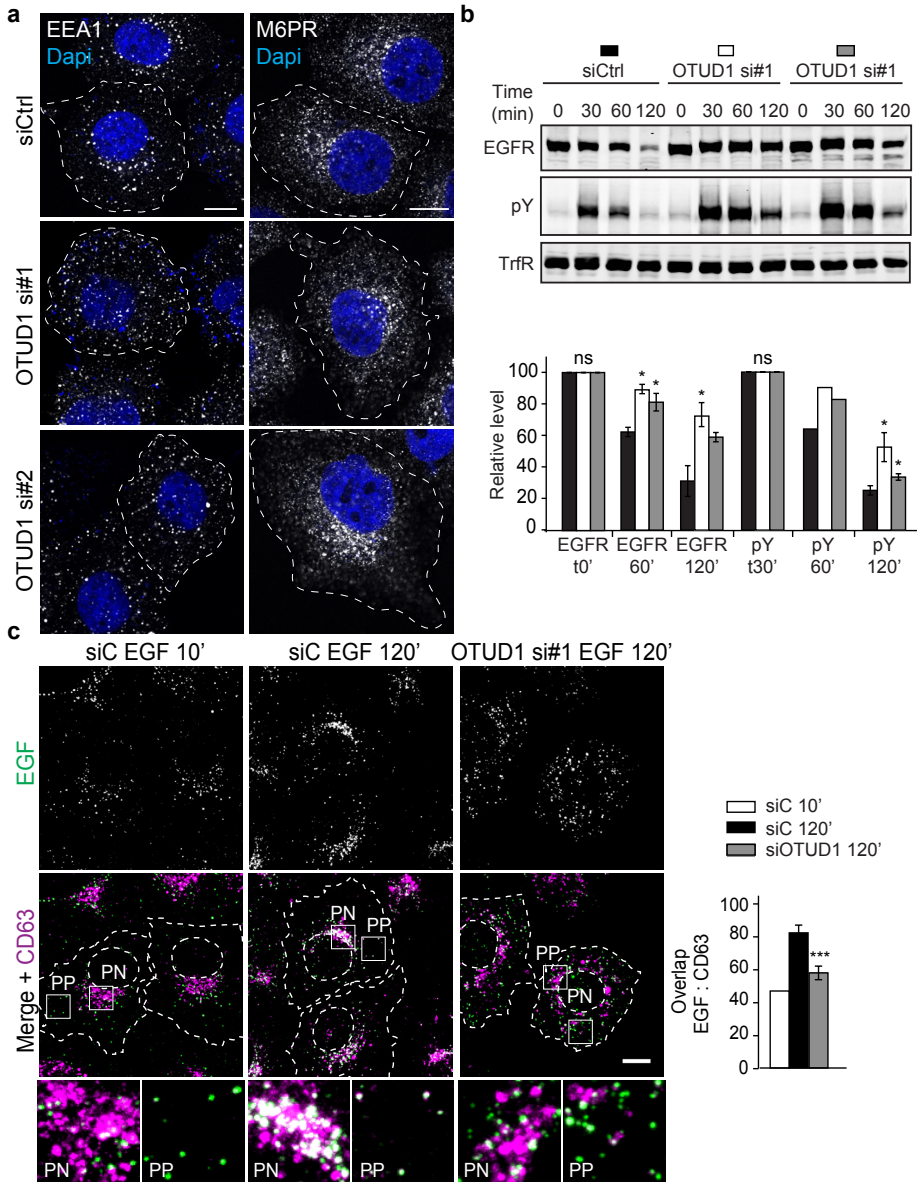 a
EEA1
Dapi
M6PR
Dapi
siCtrl
OTUD1 si#1
OTUD1 si#2
b
siCtrl OTUD1 si#1 OTUD1 si#1
Time
(min)
0 30 60 120 0 30 60 120 0 30 60 120
EGFR
pY
TrfR
Relative level
100
80
60
40
20
0
ns
* *
*
ns
*
*
EGFR
t0'
EGFR
60'
EGFR
120'
pY
t30'
pY
60'
pY
120'
c
siC EGF 10' siC EGF 120' OTUD1 si#1 EGF 120'
EGF
Merge + CD63
PP PN
PN PP
PP
PN
PN PP PN PP PN PP
siC 10'
siC 120'
siOTUD1 120'
Overlap
EGF : CD63
100
80
60
40
20
0
***